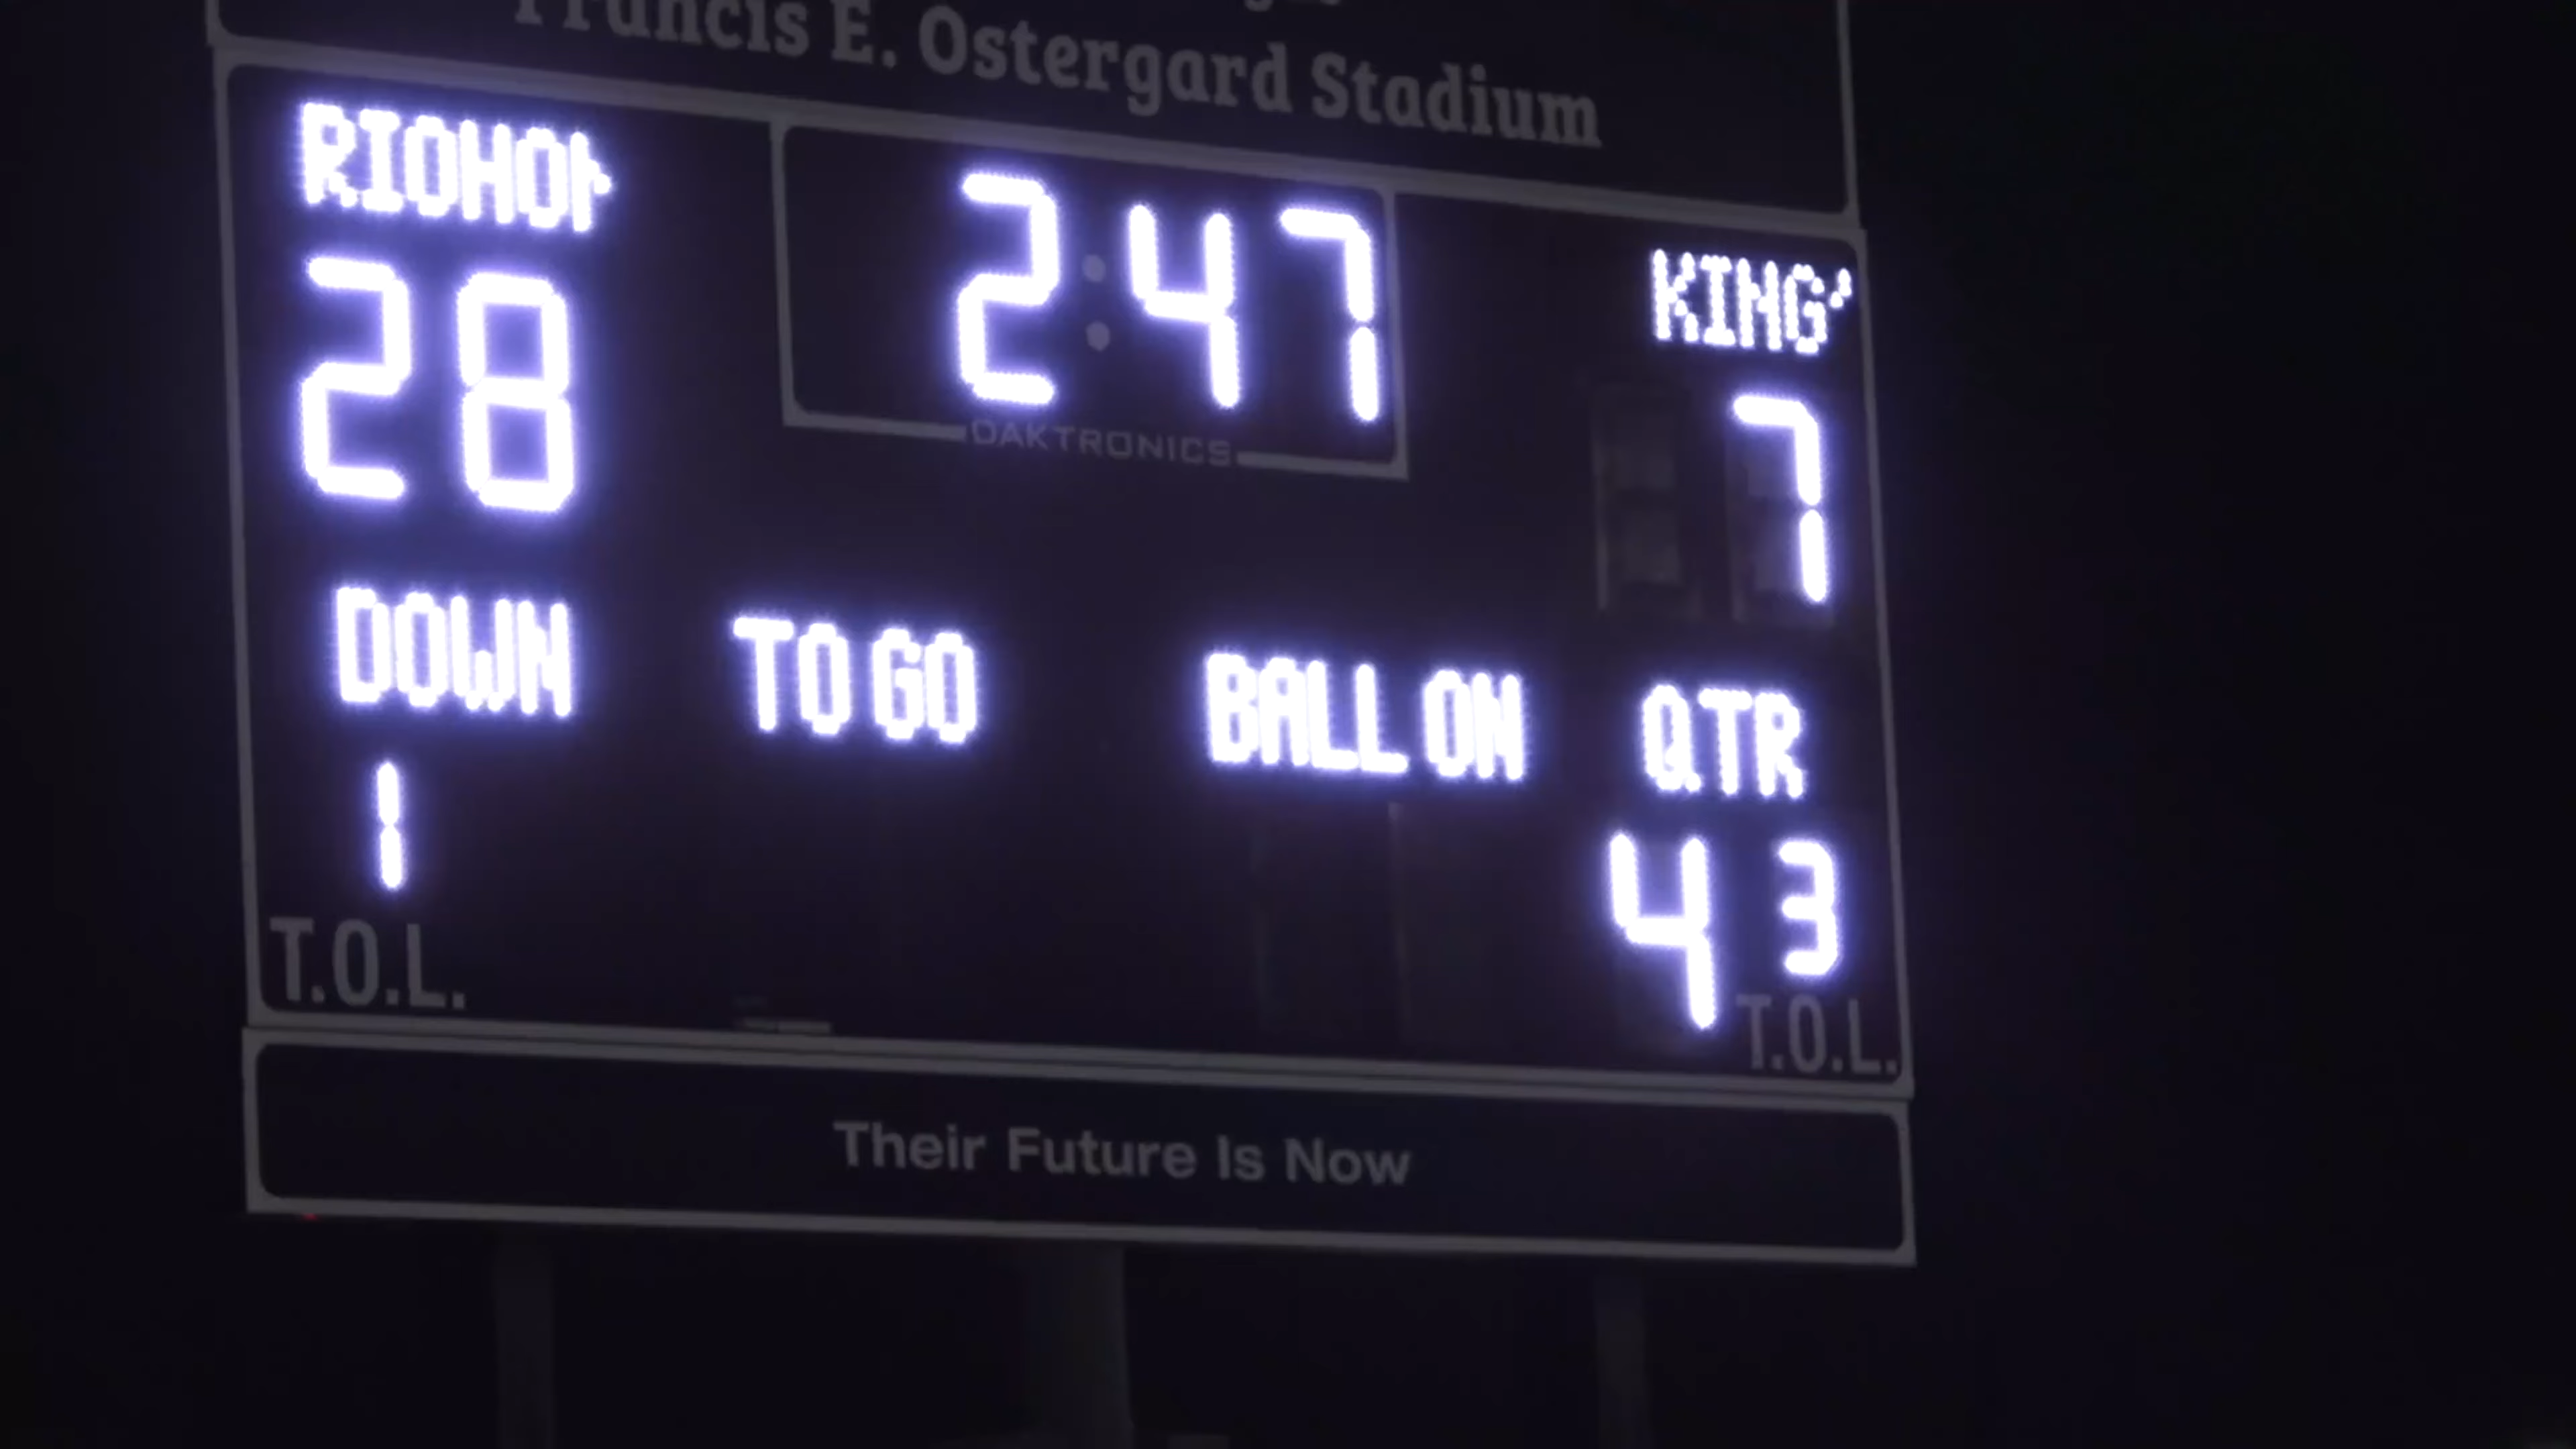 Francis E. Ostergard Stadium
2:47
KING'
28
7
DAKTRONICS
DOWN
TO GO
BALL ON
QTR
1
4
3
T.O.L.
T.O.L.
Their Future Is Now